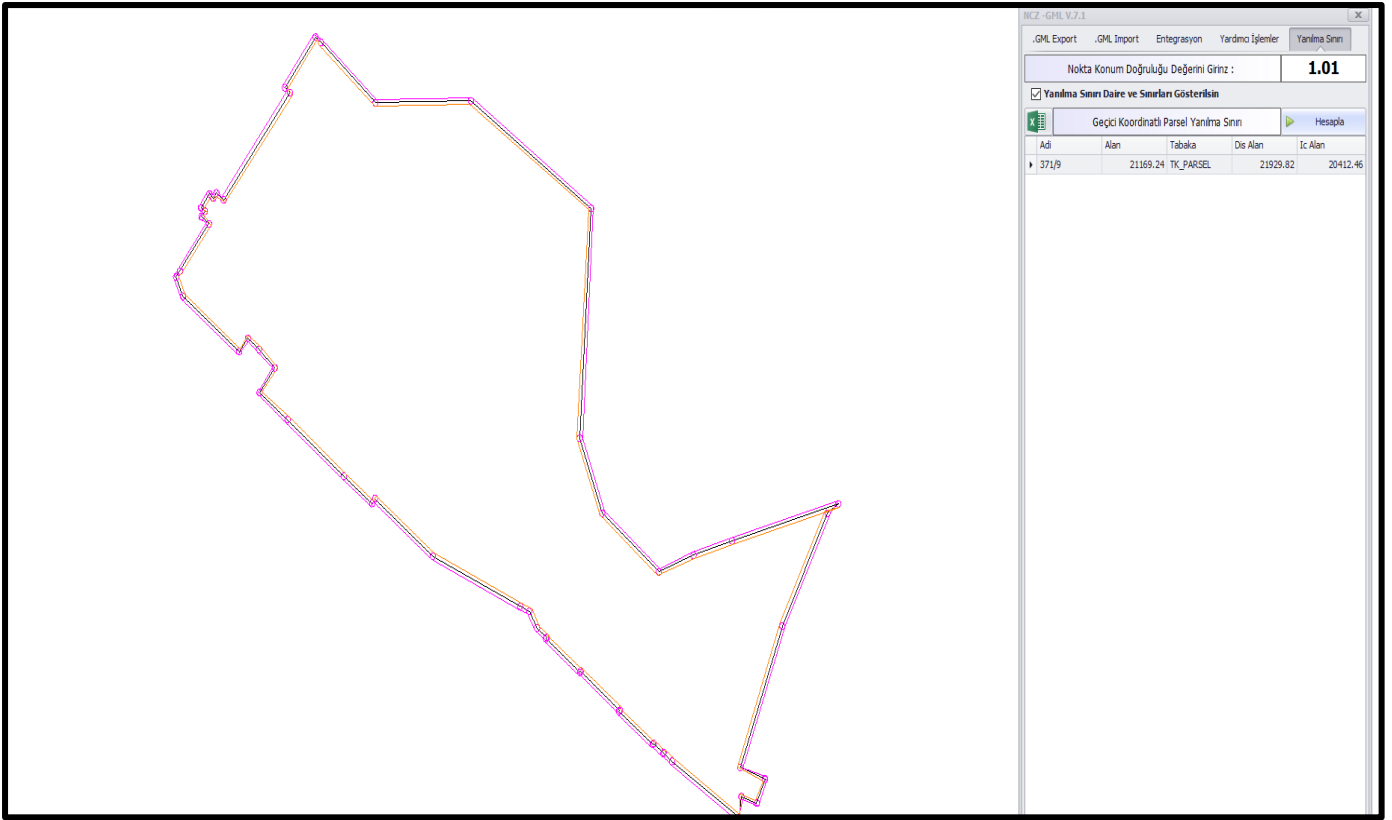 NCZ -GML V.7.1
.GML Export .GML Import Entegrasyon Yardımcı İşlemler Yanılma Sınırı
Nokta Konum Doğruluğu Değerini Giriniz : 1.01
Yanılma Sınırı Daire ve Sınırları Gösterilsin
Geçici Koordinatlı Parsel Yanılma Sınırı Hesapla
Adi Alan Tabaka Dis Alan Ic Alan
371/9 21169.24 TK_PARSEL 21929.82 20412.46